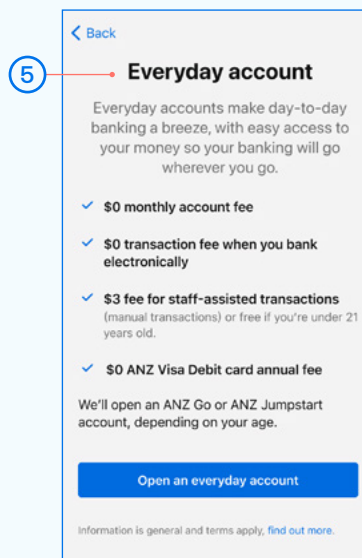 Back
5
Everyday account
Everyday accounts make day-to-day
banking a breeze, with easy access to
your money so your banking will go
wherever you go.
$0 monthly account fee
$0 transaction fee when you bank
electronically
$3 fee for staff-assisted transactions
(manual transactions) or free if you're under 21
years old.
$0 ANZ Visa Debit card annual fee
We'll open an ANZ Go or ANZ Jumpstart
account, depending on your age.
Open an everyday account
Information is general and terms apply, find out more.